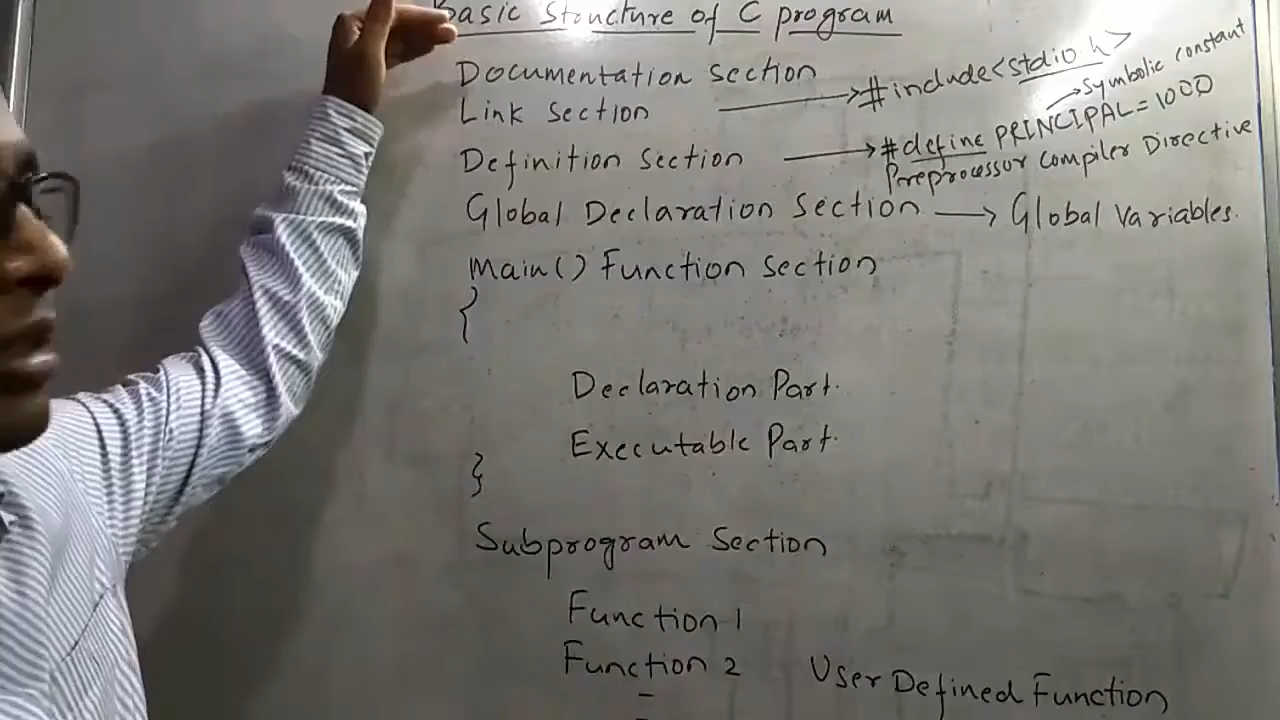 Basic Structure of C program
Documentation Section
Link Section → #include<stdio.h>
→ Symbolic constant
Definition Section → #define PRINCIPAL=1000
Preprocessor Compiler Directive
Global Declaration Section → Global Variables.
Main() Function Section
{
Declaration Part.
Executable Part.
}
Subprogram Section
Function 1
Function 2 User Defined Function